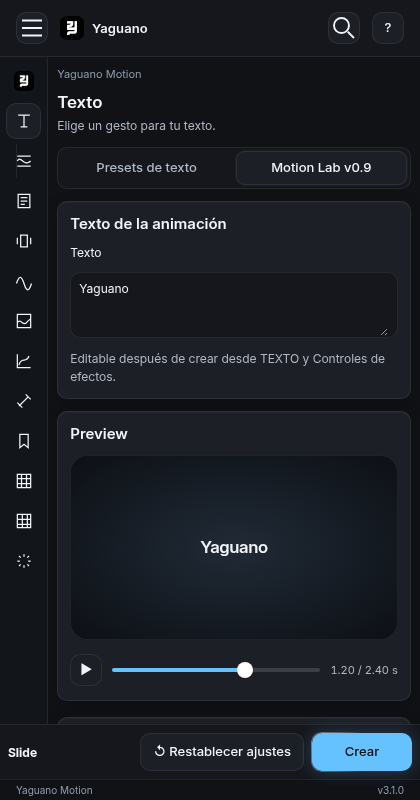 Yaguano
?
Yaguano Motion
Texto
Elige un gesto para tu texto.
Presets de texto
Motion Lab v0.9
Texto de la animación
Texto
Yaguano
Editable después de crear desde TEXTO y Controles de
efectos.
Preview
Yaguano
1.20 / 2.40 s
Slide
Restablecer ajustes
Crear
Yaguano Motion
v3.1.0